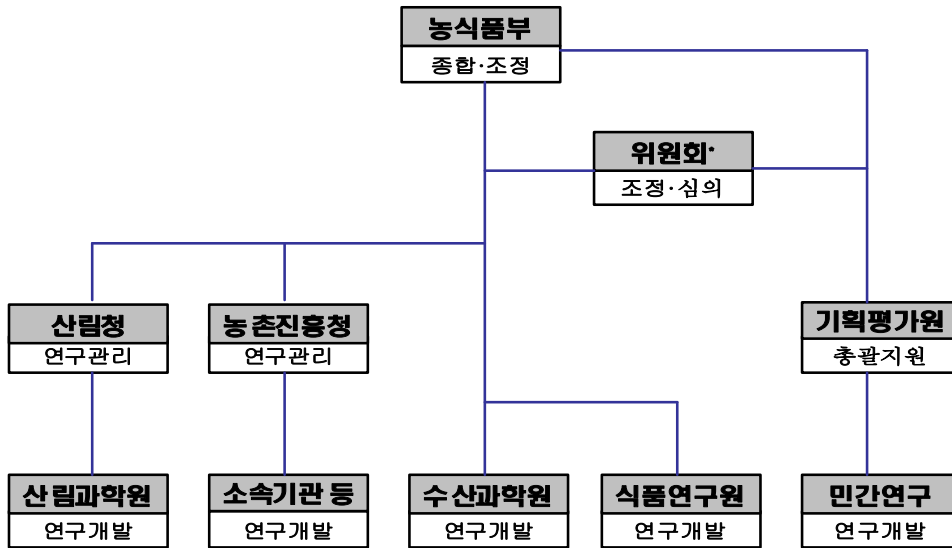 농식품부
종합·조정
위원회*
조정·심의
산림청
연구관리
농촌진흥청
연구관리
기획평가원
총괄지원
산림과학원
연구개발
소속기관 등
연구개발
수산과학원
연구개발
식품연구원
연구개발
민간연구
연구개발